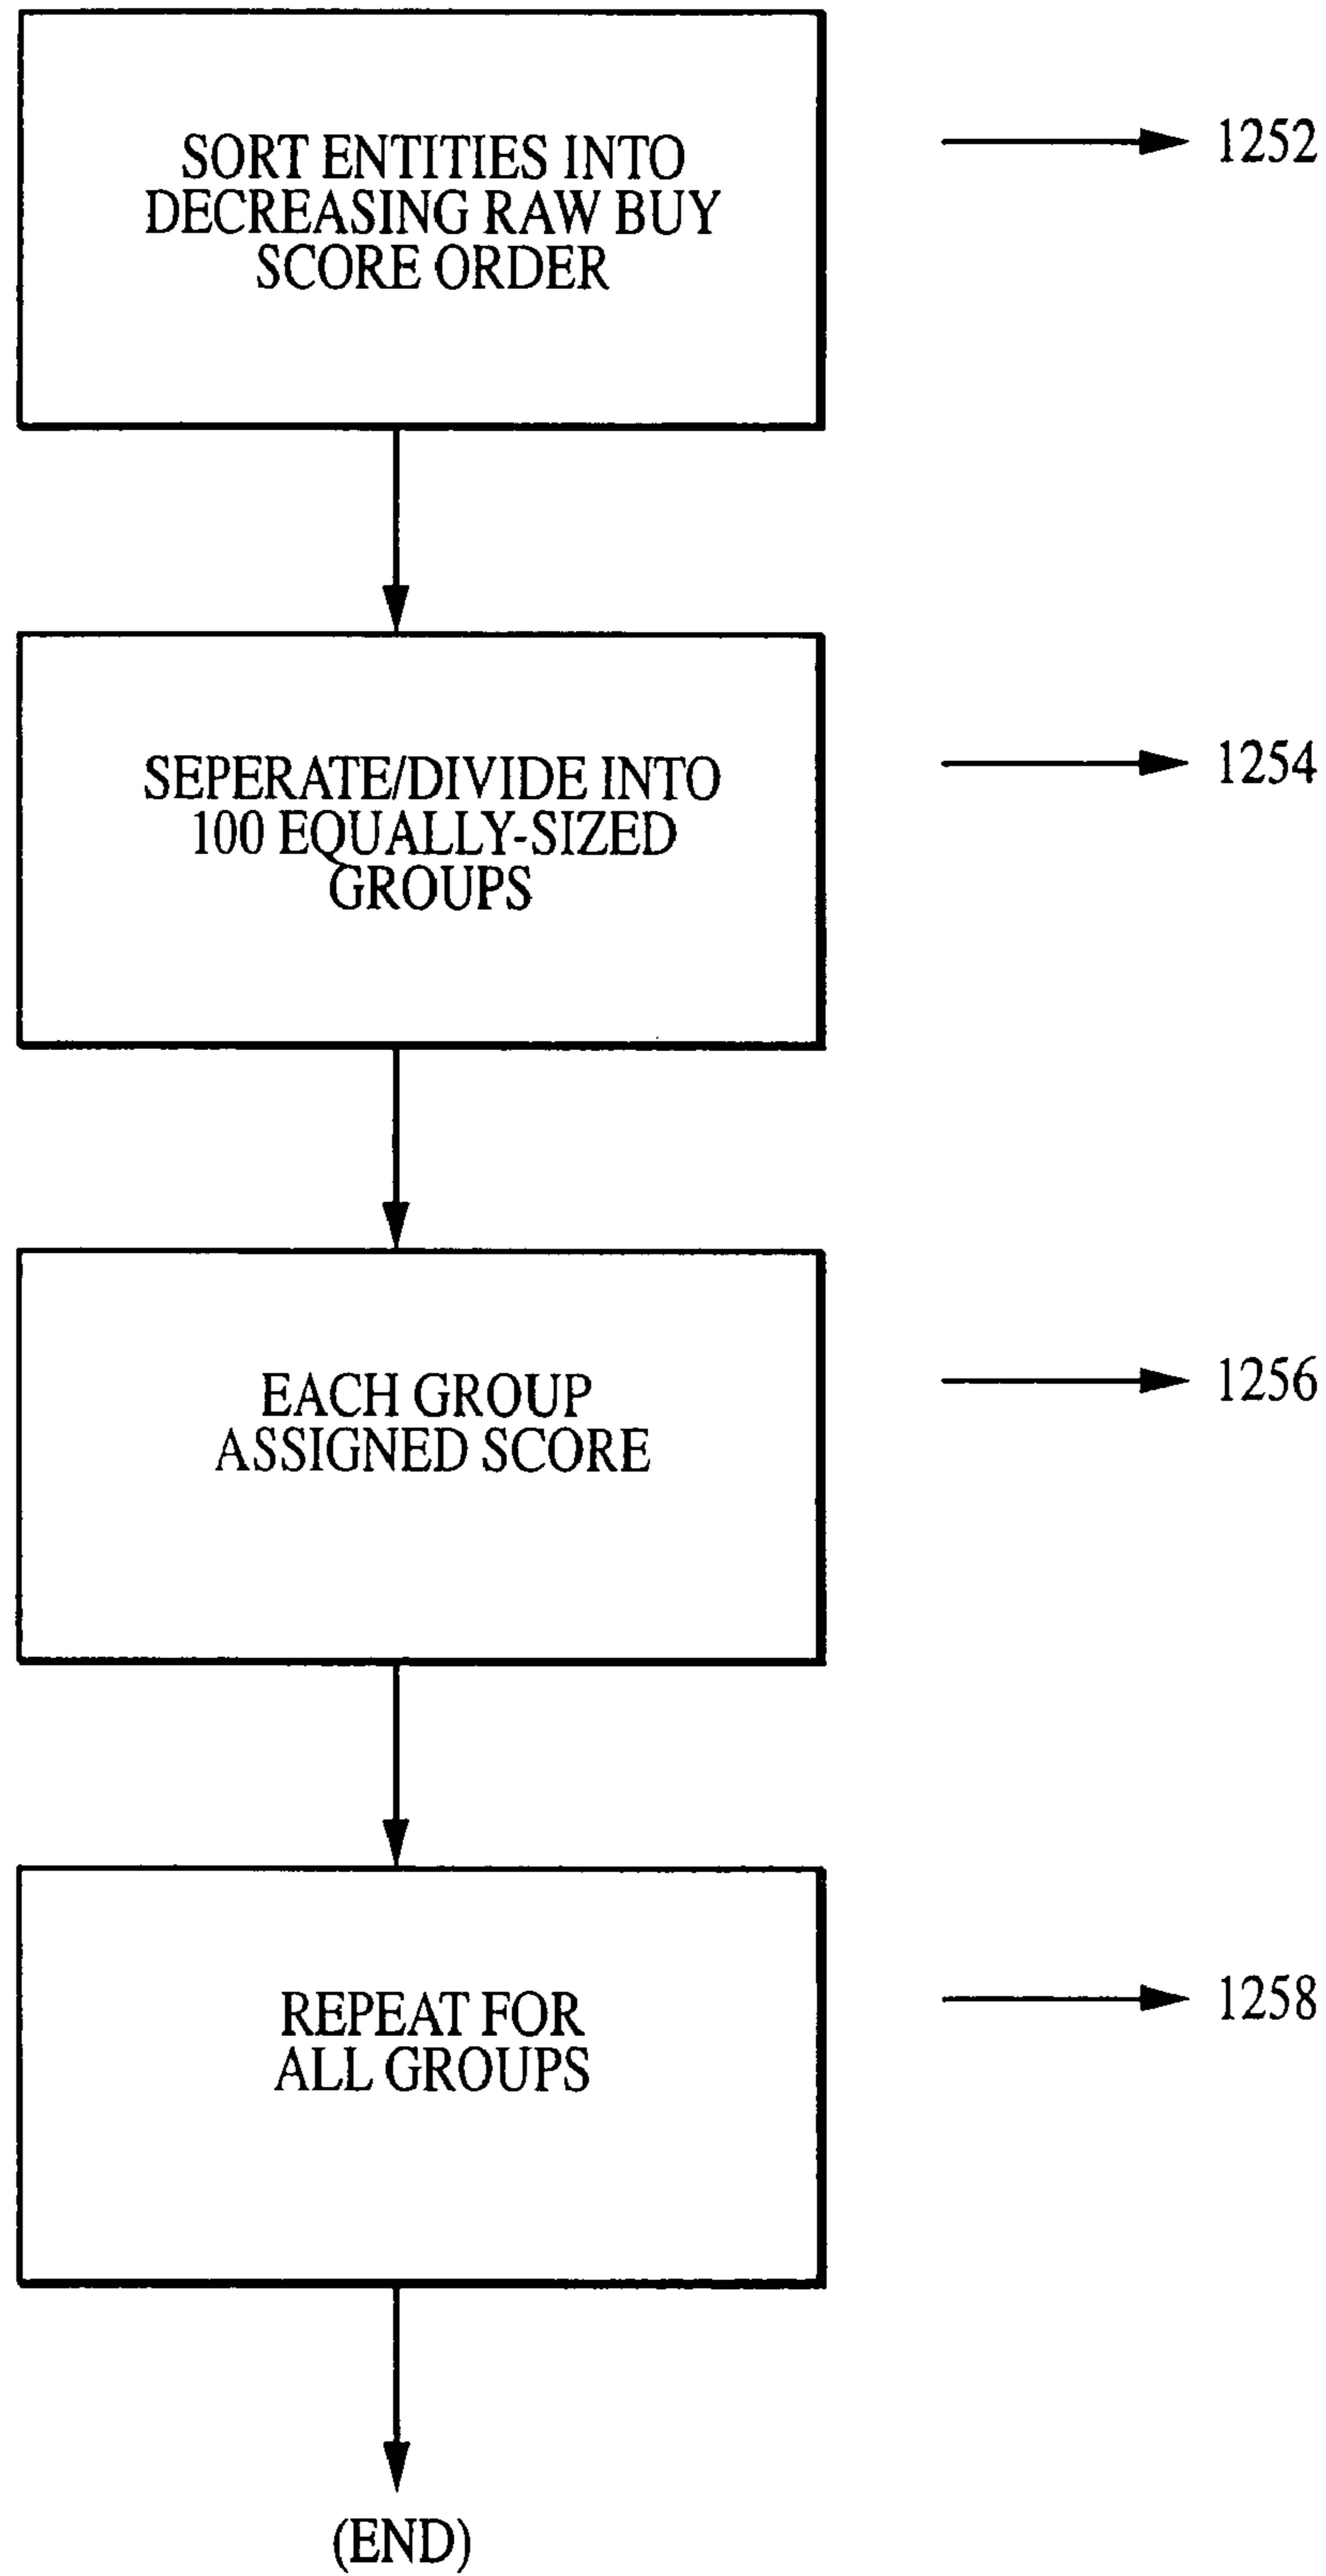 SORT ENTITIES INTO
DECREASING RAW BUY
SCORE ORDER
1252
SEPERATE/DIVIDE INTO
100 EQUALLY-SIZED
GROUPS
1254
EACH GROUP
ASSIGNED SCORE
1256
REPEAT FOR
ALL GROUPS
1258
(END)